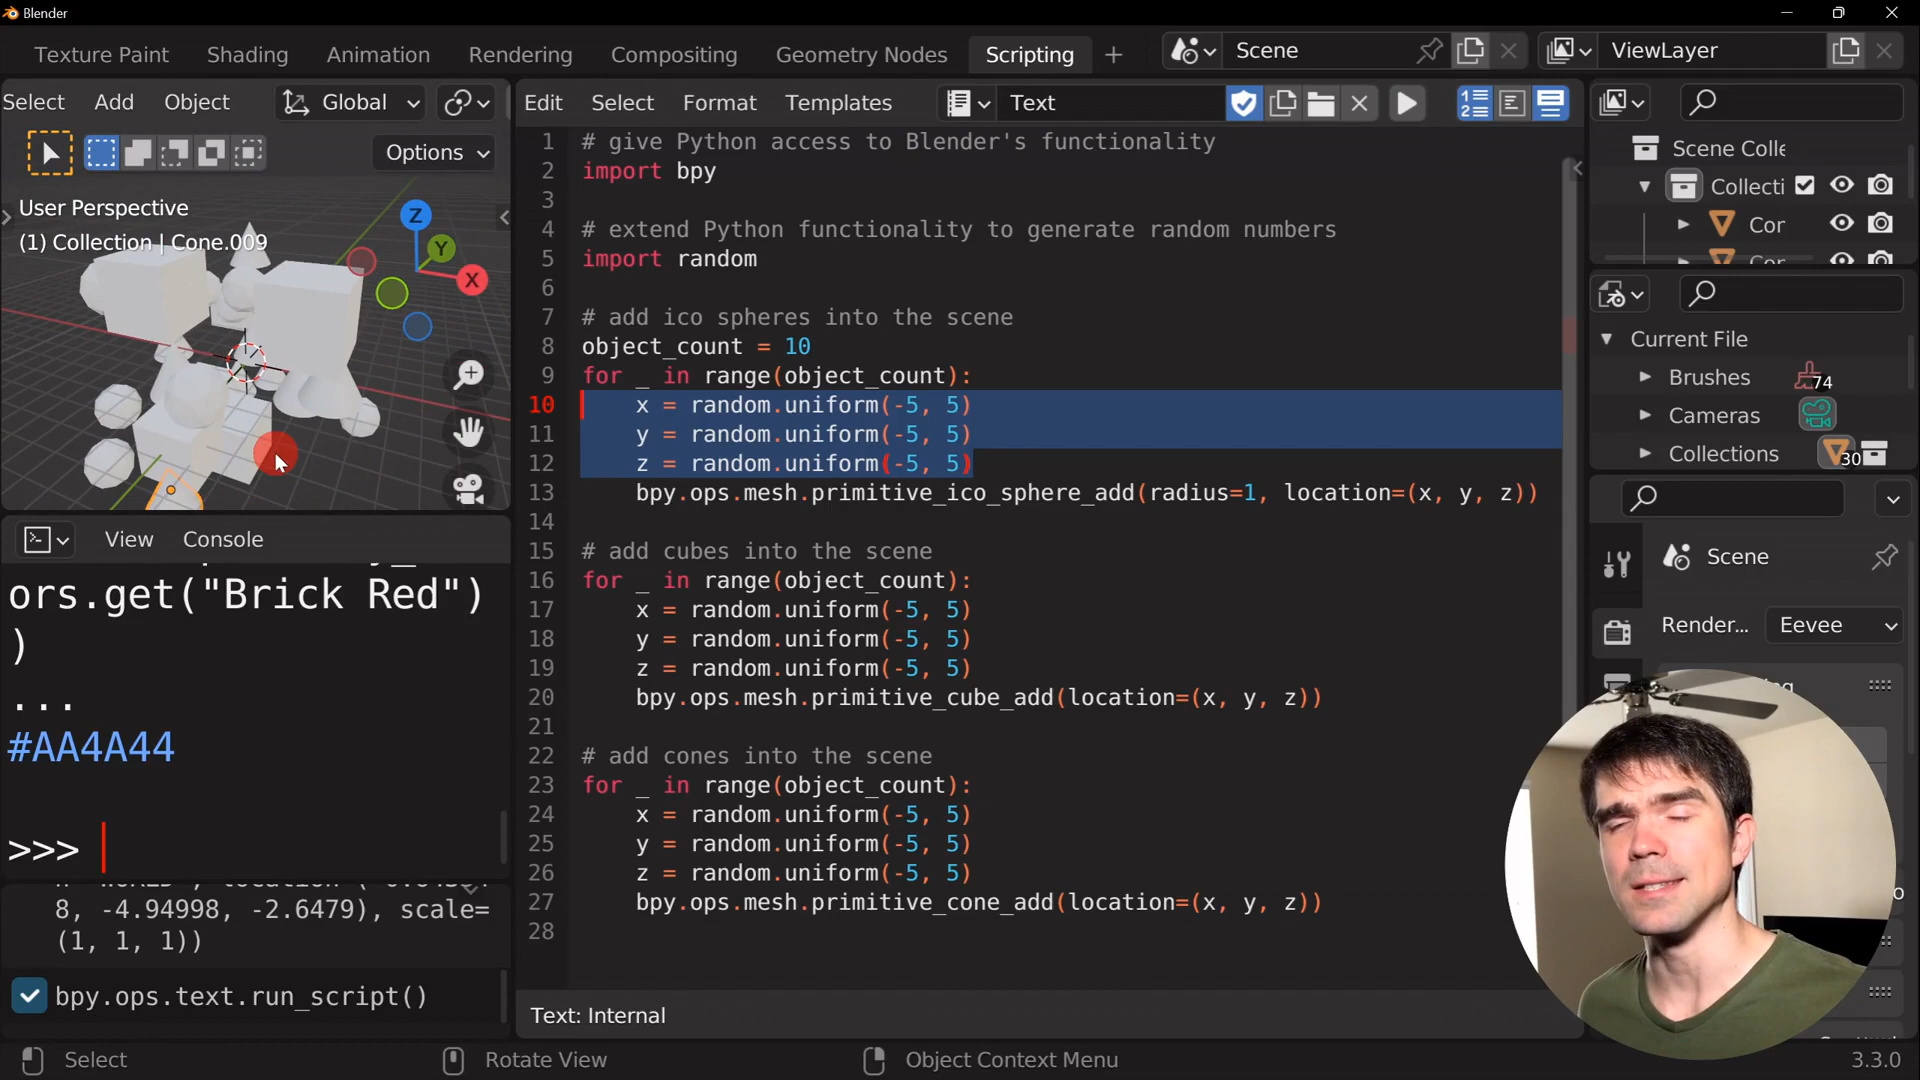 Blender
Texture Paint Shading Animation Rendering Compositing Geometry Nodes Scripting + Scene ViewLayer
Select Add Object Global
Options
User Perspective
(1) Collection | Cone.009
Z
Y
X
Edit Select Format Templates Text
1 # give Python access to Blender's functionality
2 import bpy
3
4 # extend Python functionality to generate random numbers
5 import random
6
7 # add ico spheres into the scene
8 object_count = 10
9 for _ in range(object_count):
10 x = random.uniform(-5, 5)
11 y = random.uniform(-5, 5)
12 z = random.uniform(-5, 5)
13 bpy.ops.mesh.primitive_ico_sphere_add(radius=1, location=(x, y, z))
14
15 # add cubes into the scene
16 for _ in range(object_count):
17 x = random.uniform(-5, 5)
18 y = random.uniform(-5, 5)
19 z = random.uniform(-5, 5)
20 bpy.ops.mesh.primitive_cube_add(location=(x, y, z))
21
22 # add cones into the scene
23 for _ in range(object_count):
24 x = random.uniform(-5, 5)
25 y = random.uniform(-5, 5)
26 z = random.uniform(-5, 5)
27 bpy.ops.mesh.primitive_cone_add(location=(x, y, z))
28
Text: Internal
View Console
ors.get("Brick Red")
)
...
#AA4A44
>>>
8, -4.94998, -2.6479), scale=
(1, 1, 1))
bpy.ops.text.run_script()
Scene Colle
Collecti
Cor
Cor
Current File
Brushes 74
Cameras
Collections 30
Scene
Render... Eevee
Select Rotate View Object Context Menu 3.3.0